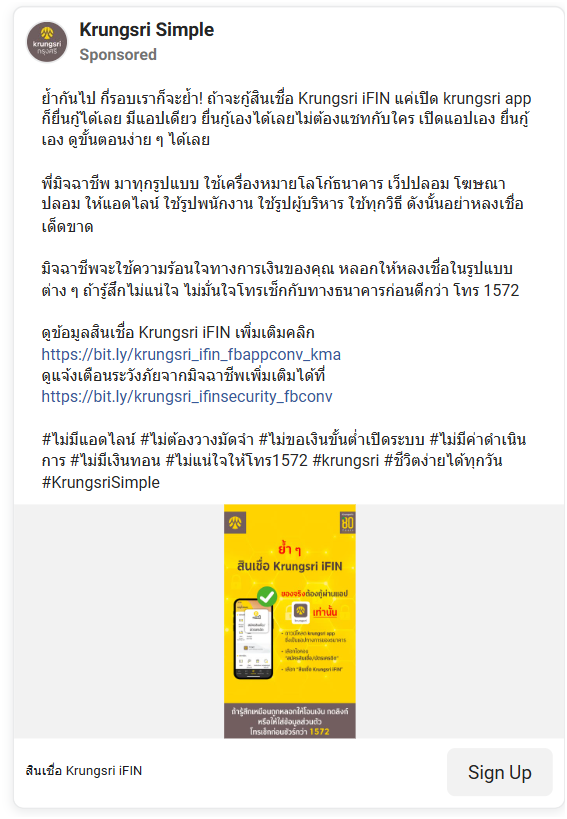 Krungsri Simple
Sponsored
krungsri
กรุงศรี
ย้ำกันไป กี่รอบเราก็จะย้ำ! ถ้าจะกู้สินเชื่อ Krungsri iFIN แค่เปิด krungsri app
ก็ยื่นกู้ได้เลย มีแอปเดียว ยื่นกู้เองได้เลยไม่ต้องแชทกับใคร เปิดแอปเอง ยื่นกู้
เอง ดูขั้นตอนง่าย ๆ ได้เลย
พี่มิจฉาชีพ มาทุกรูปแบบ ใช้เครื่องหมายโลโก้ธนาคาร เว็ปปลอม โฆษณา
ปลอม ให้แอดไลน์ ใช้รูปพนักงาน ใช้รูปผู้บริหาร ใช้ทุกวิธี ดังนั้นอย่าหลงเชื่อ
เด็ดขาด
มิจฉาชีพจะใช้ความร้อนใจทางการเงินของคุณ หลอกให้หลงเชื่อในรูปแบบ
ต่าง ๆ ถ้ารู้สึกไม่แน่ใจ ไม่มั่นใจโทรเช็กกับทางธนาคารก่อนดีกว่า โทร 1572
ดูข้อมูลสินเชื่อ Krungsri iFIN เพิ่มเติมคลิก
https://bit.ly/krungsri_ifin_fbappconv_kma
ดูแจ้งเตือนระวังภัยจากมิจฉาชีพเพิ่มเติมได้ที่
https://bit.ly/krungsri_ifinsecurity_fbconv
#ไม่มีแอดไลน์ #ไม่ต้องวางมัดจำ #ไม่ขอเงินขั้นต่ำเปิดระบบ #ไม่มีค่าดำเนิน
การ #ไม่มีเงินทอน #ไม่แน่ใจให้โทร1572 #krungsri #ชีวิตง่ายได้ทุกวัน
#KrungsriSimple
ย้ำ ๆ
สินเชื่อ Krungsri iFIN
ของจริงต้องกู้ผ่านแอป
เท่านั้น
ดาวน์โหลด krungsri app
เลือก "สินเชื่อ Krungsri iFIN"
ถ้ารู้สึกเหมือนถูกหลอกให้โอนเงิน กดลิงก์
หรือให้ใส่ข้อมูลส่วนตัว
โทรเช็กก่อนชัวร์กว่า 1572
สินเชื่อ Krungsri iFIN
Sign Up